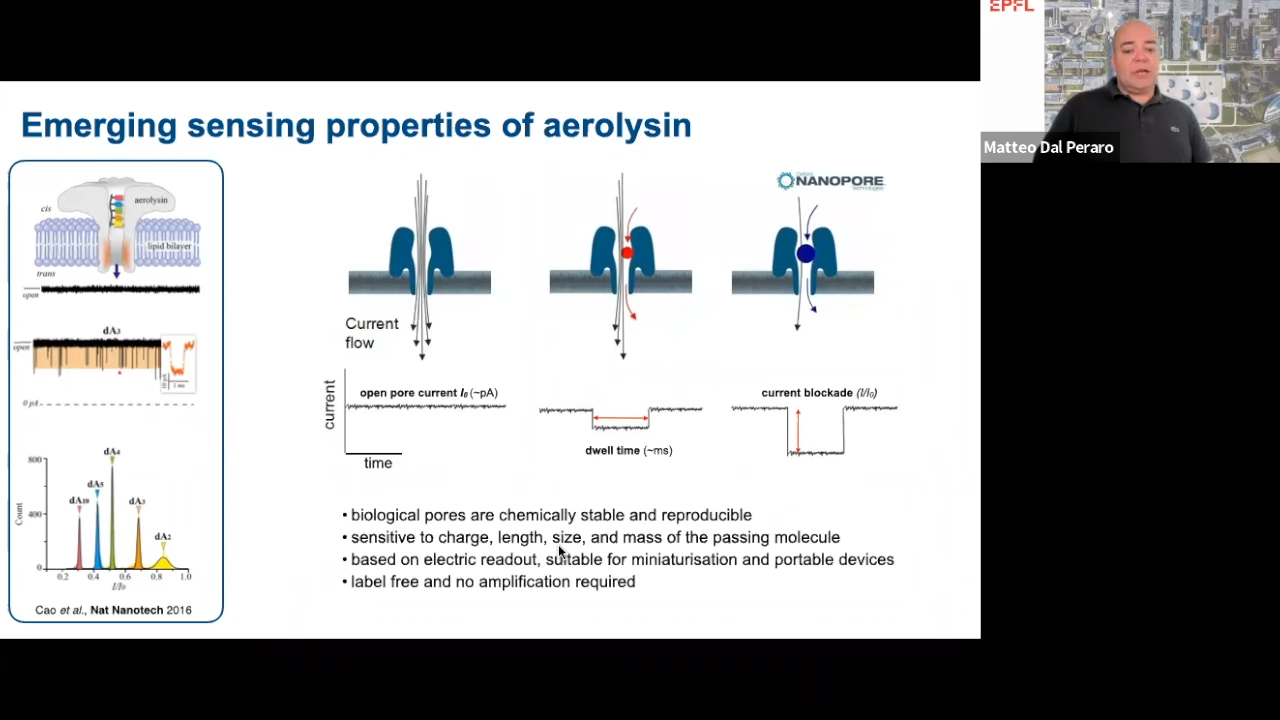 EPFL
Matteo Dal Peraro
Emerging sensing properties of aerolysin
cis
aerolysin
lipid bilayer
trans
open
dA3
open
1 ms
0 pA
800
400
0
Count
dA10
dA5
dA4
dA3
dA2
0.2 0.4 0.6 0.8 1.0
I/I0
Cao et al., Nat Nanotech 2016
NANOPORE
Technologies
Current
flow
current
open pore current I0 (~pA)
time
dwell time (~ms)
current blockade (I/I0)
• biological pores are chemically stable and reproducible
• sensitive to charge, length, size, and mass of the passing molecule
• based on electric readout, suitable for miniaturisation and portable devices
• label free and no amplification required